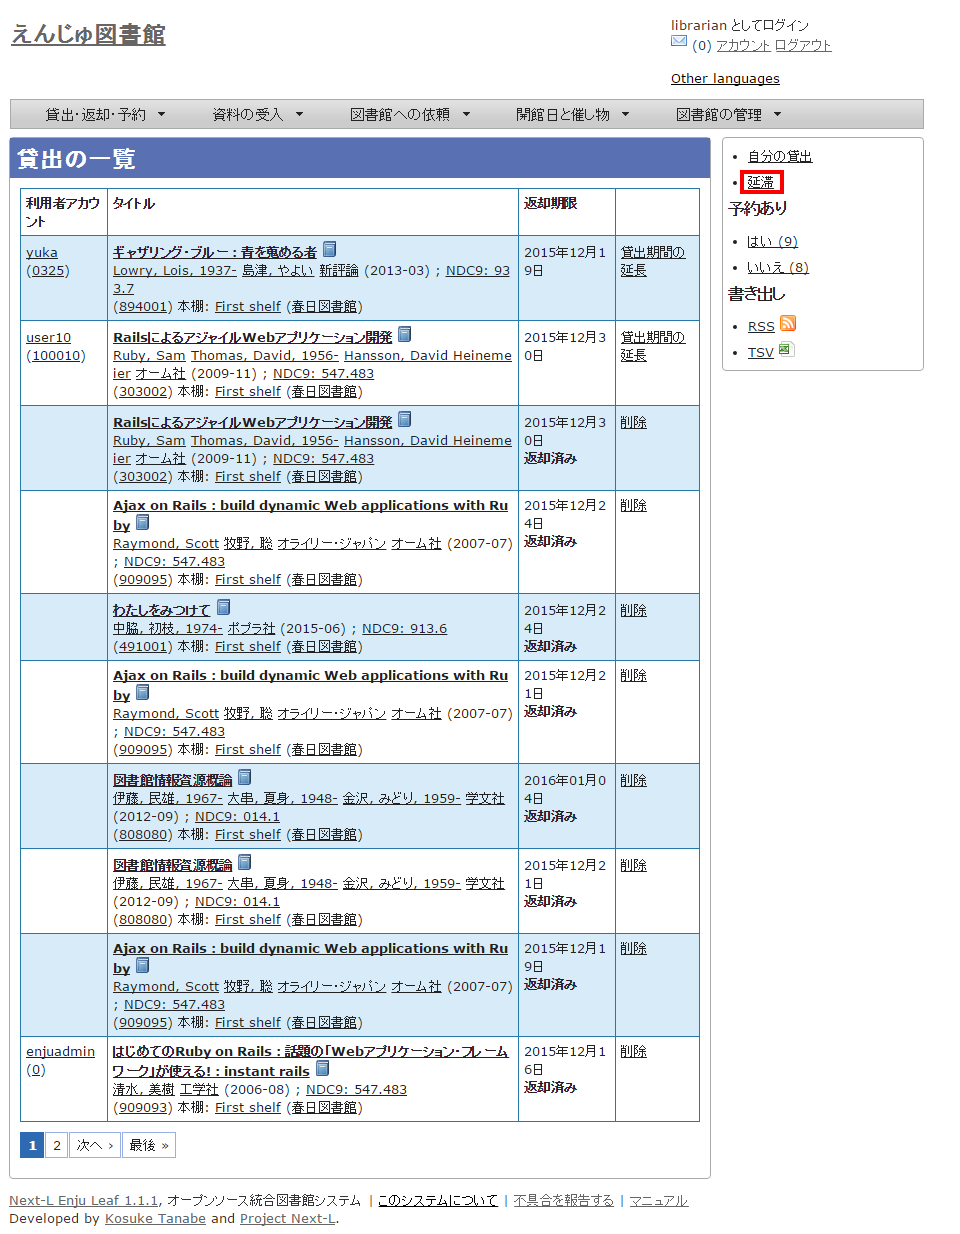 えんじゅ図書館
librarian としてログイン
(0) アカウント ログアウト
Other languages
貸出・返却・予約 ▼ 資料の受入 ▼ 図書館への依頼 ▼ 開館日と催し物 ▼ 図書館の管理 ▼
貸出の一覧
利用者アカウ
ント
タイトル
返却期限
yuka
(0325)
ギャザリング・ブルー : 青を蒐める者
Lowry, Lois, 1937- 島津, やよい 新評論 (2013-03) ; NDC9: 93
3.7
(894001) 本棚: First shelf (春日図書館)
2015年12月1
9日
貸出期間の
延長
user10
(100010)
RailsによるアジャイルWebアプリケーション開発
Ruby, Sam Thomas, David, 1956- Hansson, David Heineme
ier オーム社 (2009-11) ; NDC9: 547.483
(303002) 本棚: First shelf (春日図書館)
2015年12月3
0日
貸出期間の
延長
RailsによるアジャイルWebアプリケーション開発
Ruby, Sam Thomas, David, 1956- Hansson, David Heineme
ier オーム社 (2009-11) ; NDC9: 547.483
(303002) 本棚: First shelf (春日図書館)
2015年12月3
0日
返却済み
削除
Ajax on Rails : build dynamic Web applications with Ru
by
Raymond, Scott 牧野, 聡 オライリー・ジャパン オーム社 (2007-07)
; NDC9: 547.483
(909095) 本棚: First shelf (春日図書館)
2015年12月2
4日
返却済み
削除
わたしをみつけて
中脇, 初枝, 1974- ポプラ社 (2015-06) ; NDC9: 913.6
(491001) 本棚: First shelf (春日図書館)
2015年12月2
4日
返却済み
削除
Ajax on Rails : build dynamic Web applications with Ru
by
Raymond, Scott 牧野, 聡 オライリー・ジャパン オーム社 (2007-07)
; NDC9: 547.483
(909095) 本棚: First shelf (春日図書館)
2015年12月2
1日
返却済み
削除
図書館情報資源概論
伊藤, 民雄, 1967- 大串, 夏身, 1948- 金沢, みどり, 1959- 学文社
(2012-09) ; NDC9: 014.1
(808080) 本棚: First shelf (春日図書館)
2016年01月0
4日
返却済み
削除
図書館情報資源概論
伊藤, 民雄, 1967- 大串, 夏身, 1948- 金沢, みどり, 1959- 学文社
(2012-09) ; NDC9: 014.1
(808080) 本棚: First shelf (春日図書館)
2015年12月2
1日
返却済み
削除
Ajax on Rails : build dynamic Web applications with Ru
by
Raymond, Scott 牧野, 聡 オライリー・ジャパン オーム社 (2007-07)
; NDC9: 547.483
(909095) 本棚: First shelf (春日図書館)
2015年12月1
9日
返却済み
削除
enjuadmin
(0)
はじめてのRuby on Rails : 話題の「Webアプリケーション・フレーム
ワーク」が使える! : instant rails
清水, 美樹 工学社 (2006-08) ; NDC9: 547.483
(909093) 本棚: First shelf (春日図書館)
2015年12月1
6日
返却済み
削除
1 2 次へ › 最後 »
• 自分の貸出
• 延滞
予約あり
• はい (9)
• いいえ (8)
書き出し
• RSS
• TSV
Next-L Enju Leaf 1.1.1, オープンソース統合図書館システム | このシステムについて | 不具合を報告する | マニュアル
Developed by Kosuke Tanabe and Project Next-L.